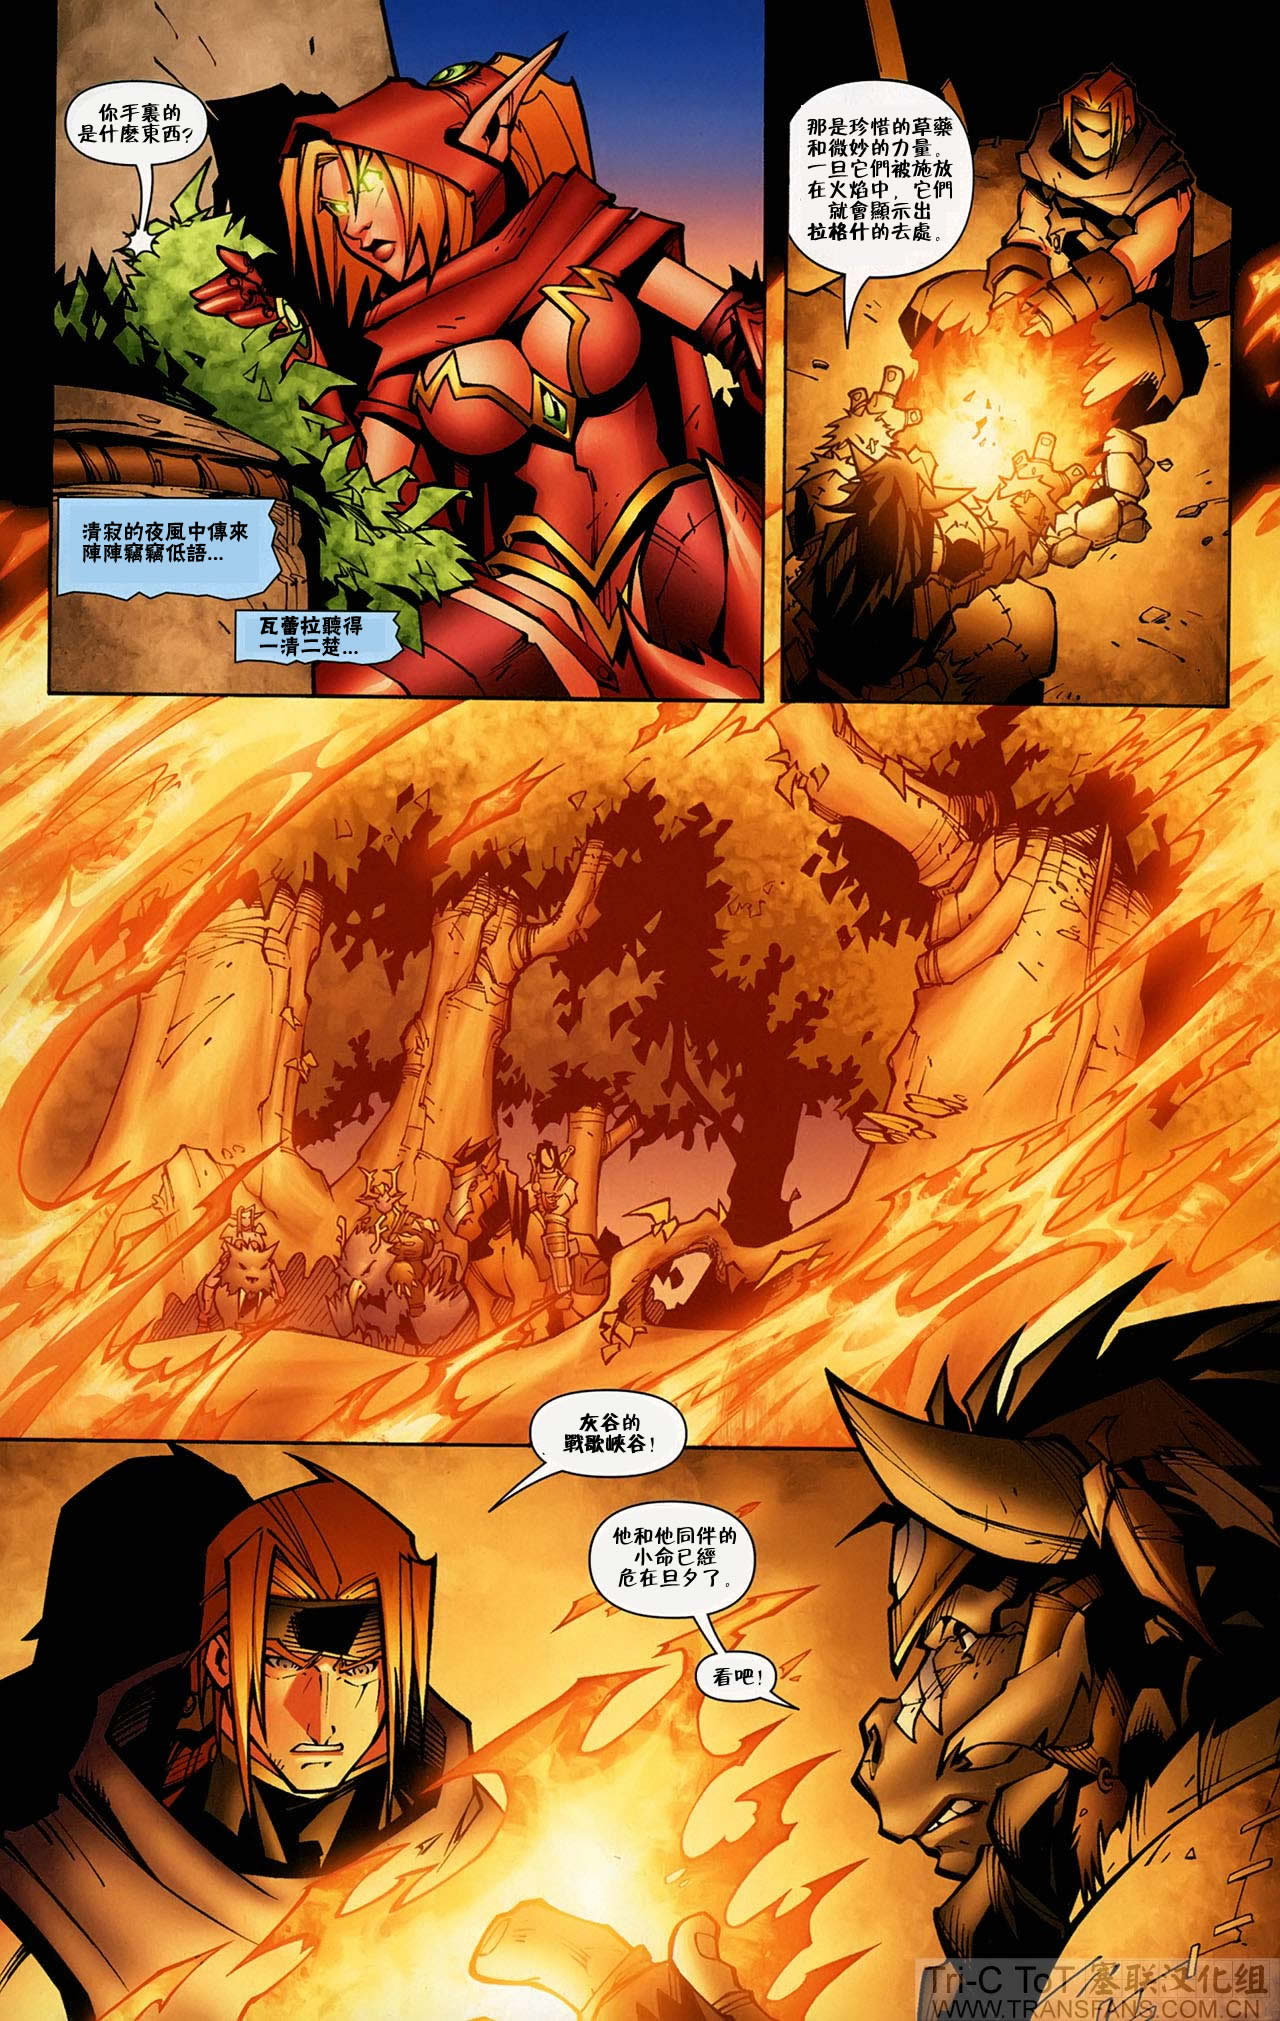 你手裏的
是什麽東西?
清寂的夜風中傳來
陣陣竊竊低語...
瓦蕾拉聽得
一清二楚...
那是珍惜的草藥
和微妙的力量。
一旦它們被施放
在火焰中，它們
就會顯示出
拉格什的去處。
灰谷的
戰歌峽谷!
他和他同伴的
小命已經
危在旦夕了。
看吧!
Tri-C ToT 塞联汉化组
WWW.TRANSFANS.COM.CN